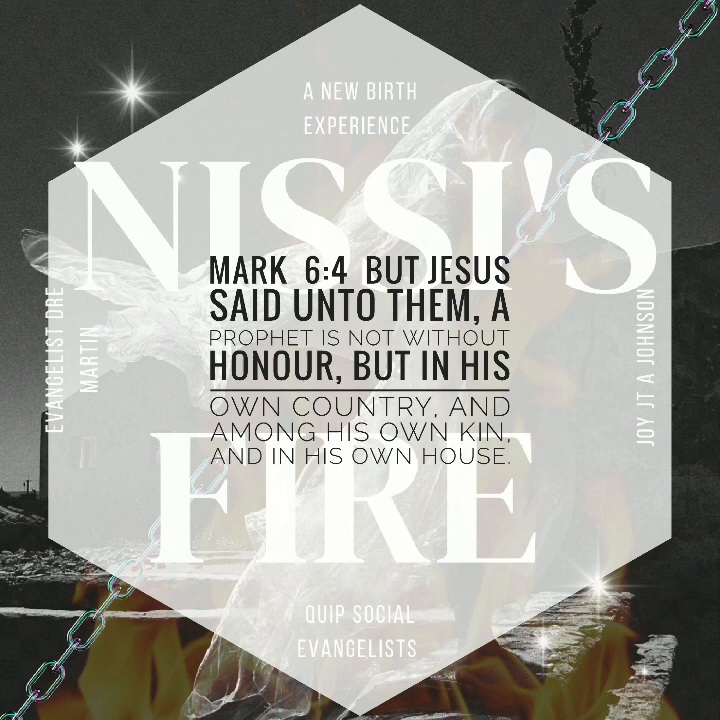 A NEW BIRTH
EXPERIENCE
NISSI'S
MARK 6:4 BUT JESUS
SAID UNTO THEM, A
PROPHET IS NOT WITHOUT
HONOUR, BUT IN HIS
OWN COUNTRY, AND
AMONG HIS OWN KIN,
AND IN HIS OWN HOUSE.
EVANGELIST DRE
MARTIN
JOY JT A JOHNSON
FIRE
QUIP SOCIAL
EVANGELISTS